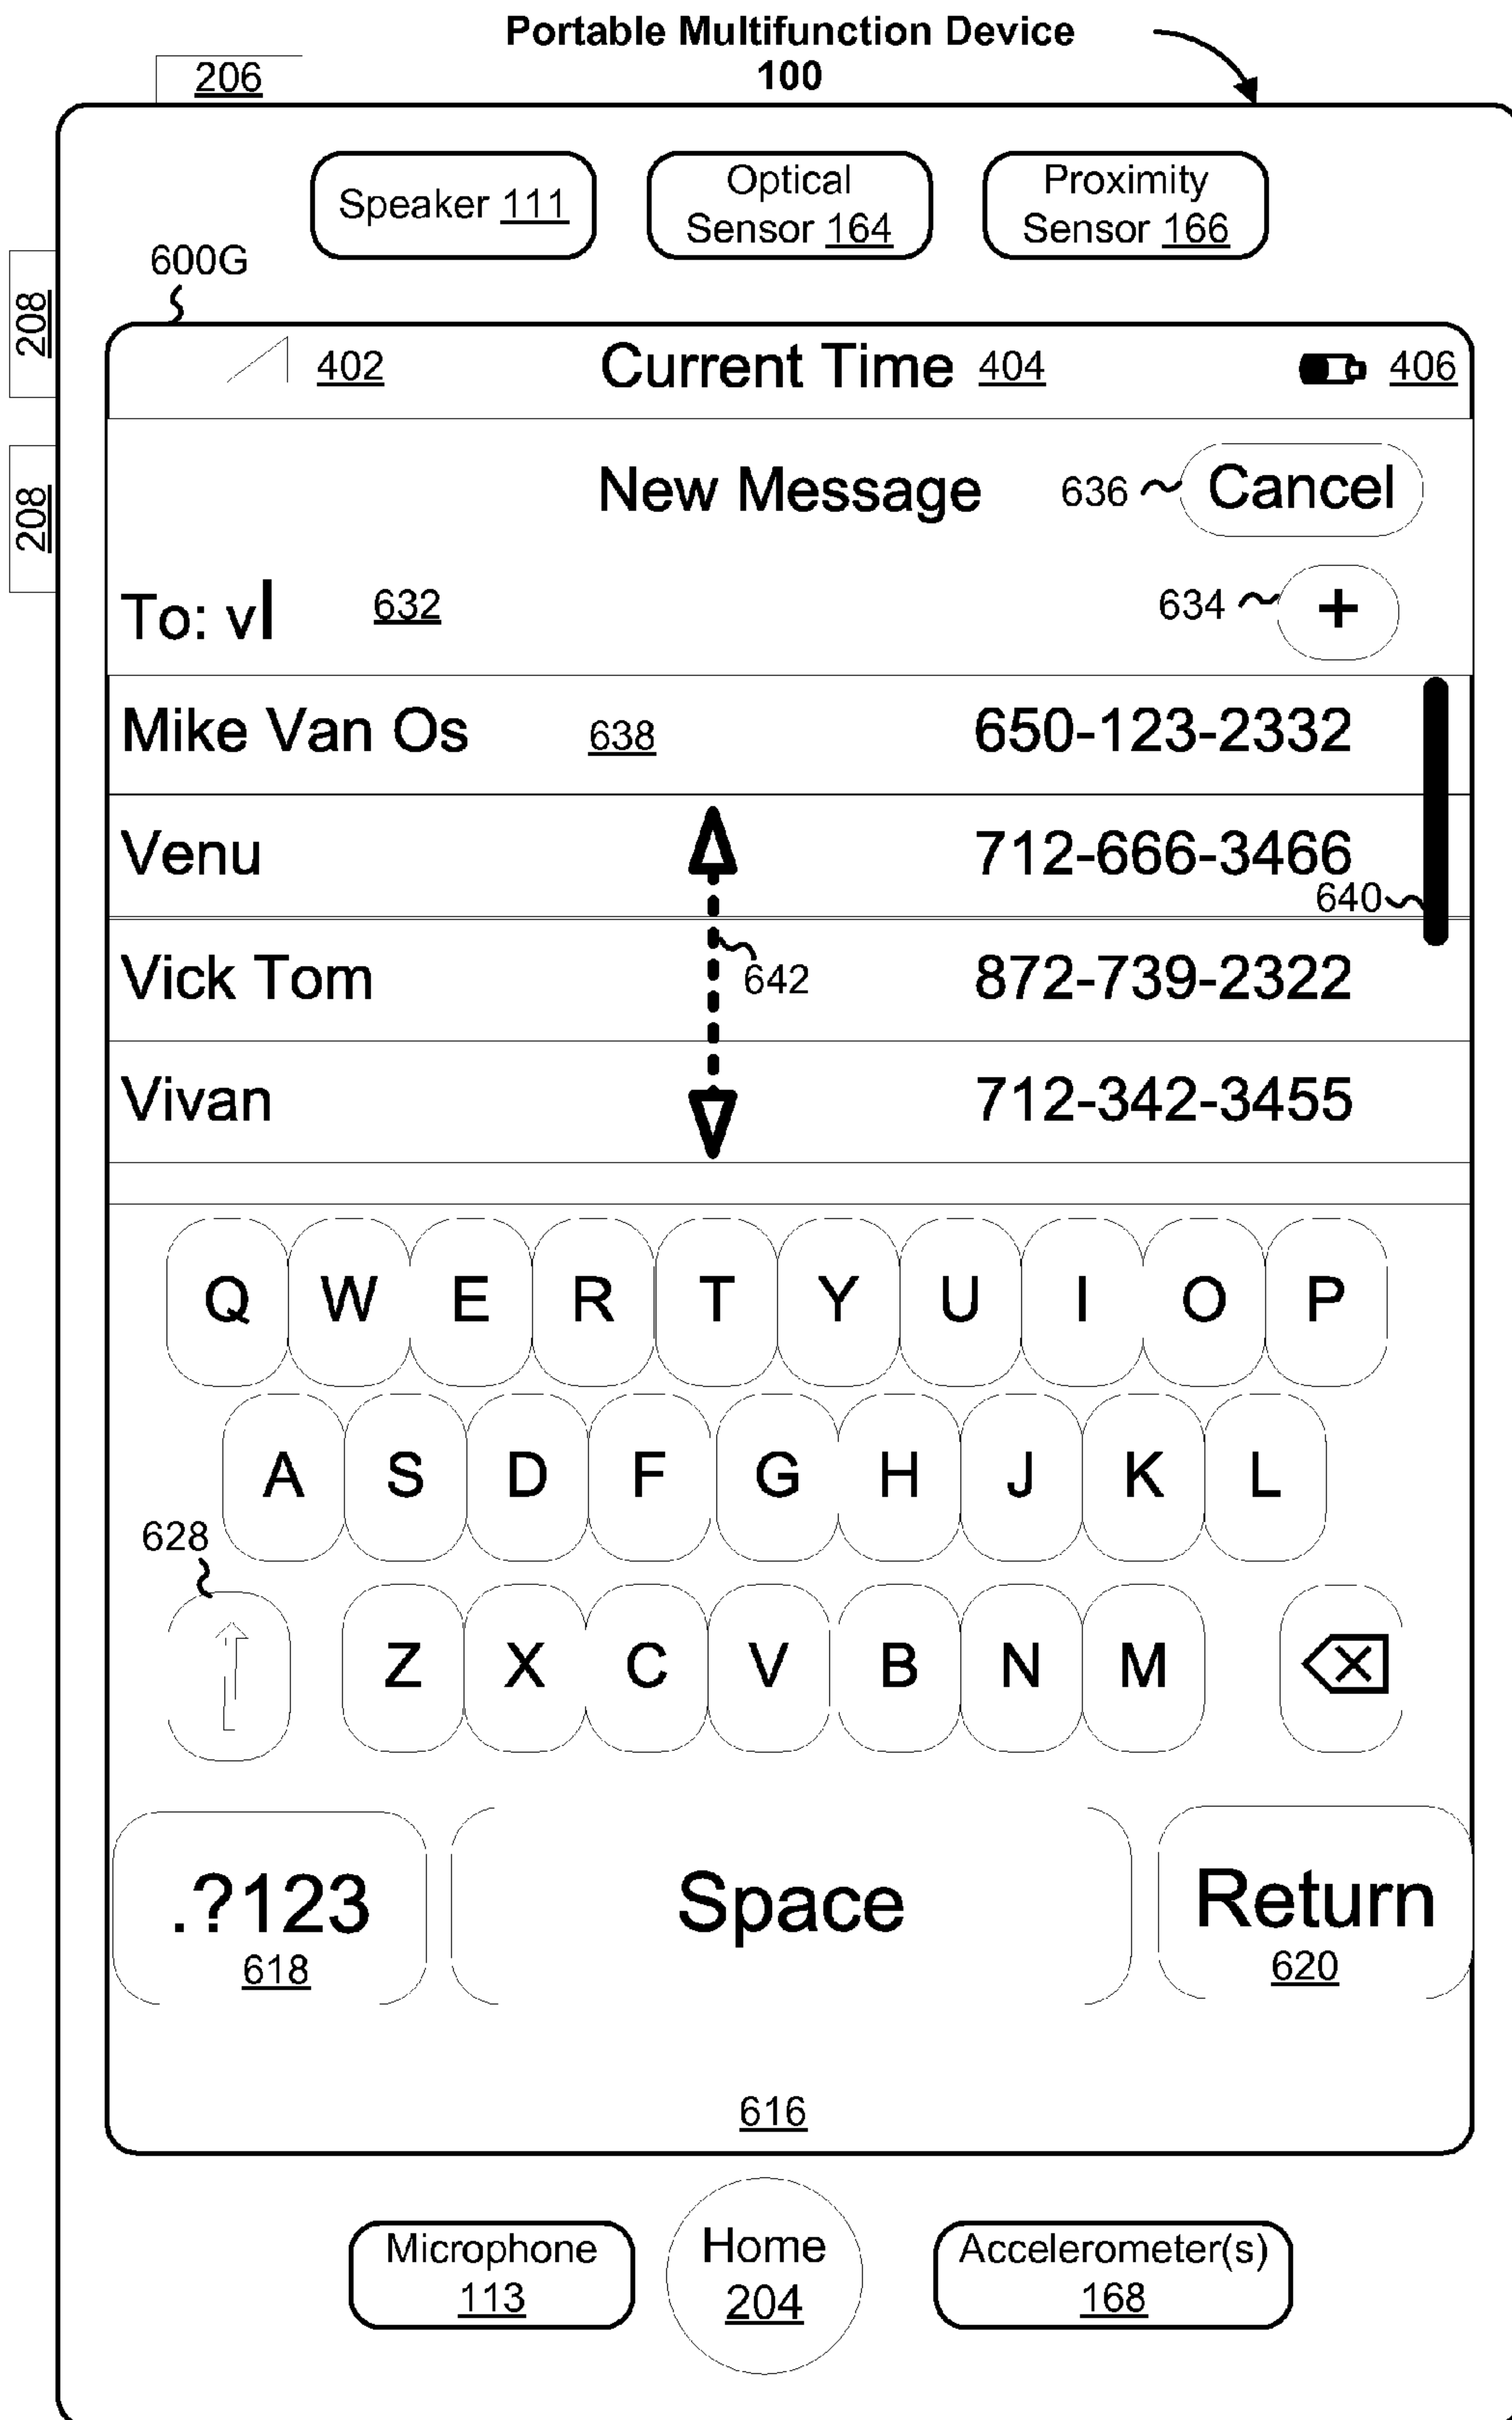 Portable Multifunction Device
100
206
Speaker 111
Optical
Sensor 164
Proximity
Sensor 166
600G
208
208
402
Current Time 404
406
New Message
636
Cancel
To: v
632
634
+
Mike Van Os
638
650-123-2332
Venu
712-666-3466
640
Vick Tom
642
872-739-2322
Vivan
712-342-3455
Q W E R T Y U I O P
A S D F G H J K L
628
Z X C V B N M
.?123
618
Space
Return
620
616
Microphone
113
Home
204
Accelerometer(s)
168